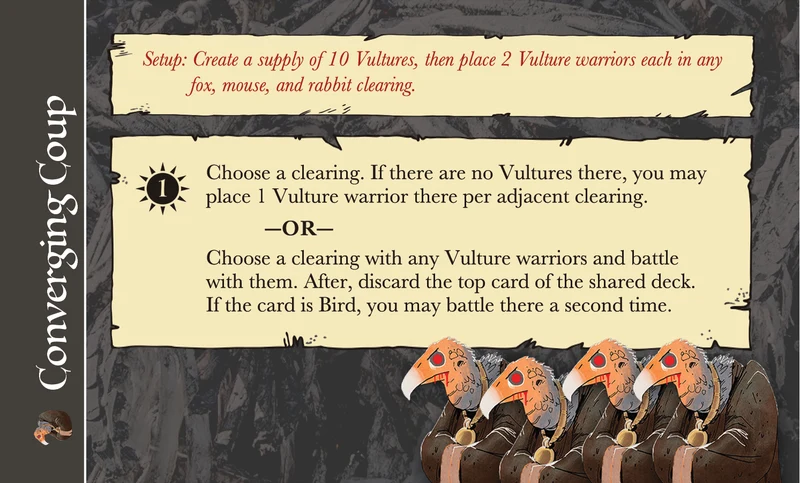 Converging Coup
Setup: Create a supply of 10 Vultures, then place 2 Vulture warriors each in any
fox, mouse, and rabbit clearing.
1
Choose a clearing. If there are no Vultures there, you may
place 1 Vulture warrior there per adjacent clearing.
—OR—
Choose a clearing with any Vulture warriors and battle
with them. After, discard the top card of the shared deck.
If the card is Bird, you may battle there a second time.